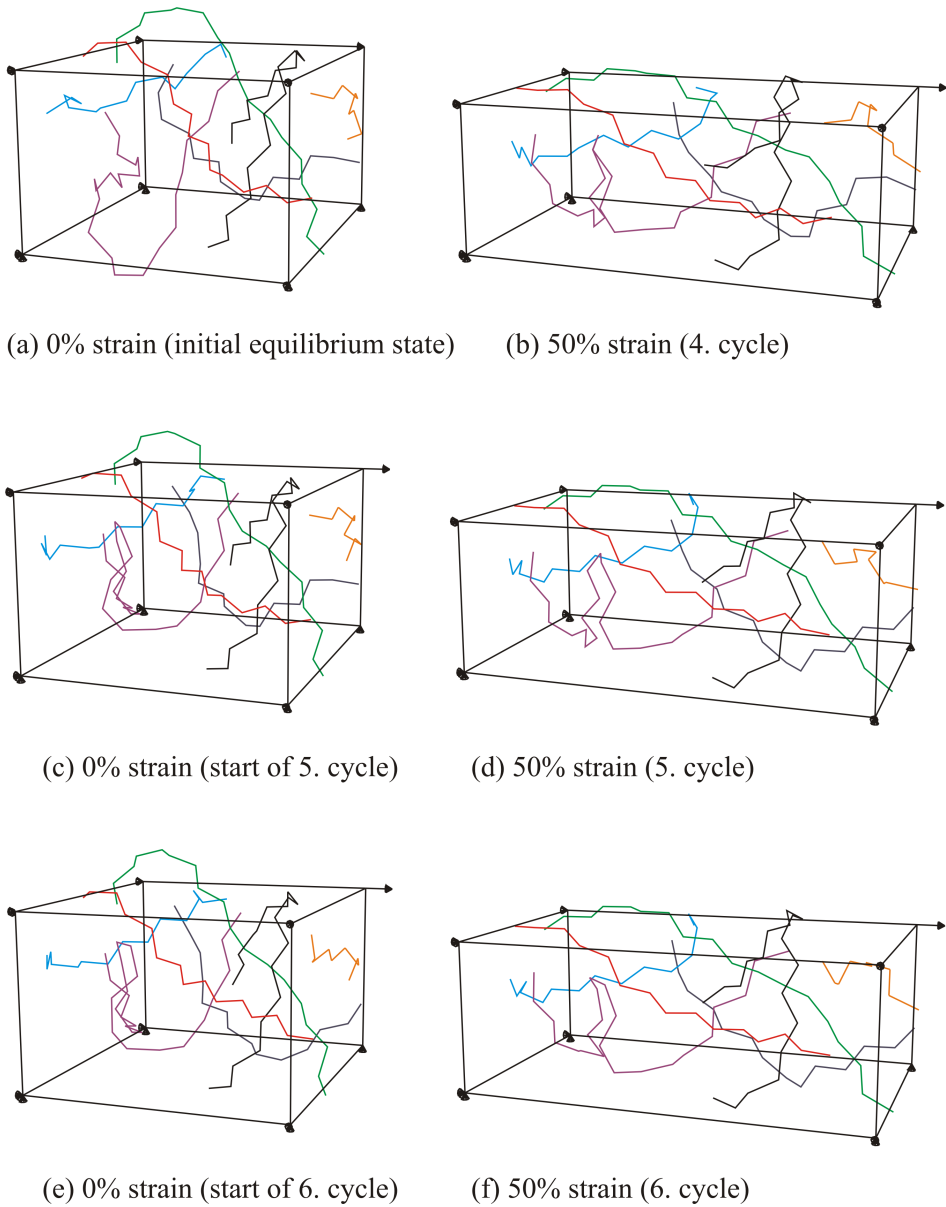 (a) 0% strain (initial equilibrium state)
(b) 50% strain (4. cycle)
(c) 0% strain (start of 5. cycle)
(d) 50% strain (5. cycle)
(e) 0% strain (start of 6. cycle)
(f) 50% strain (6. cycle)